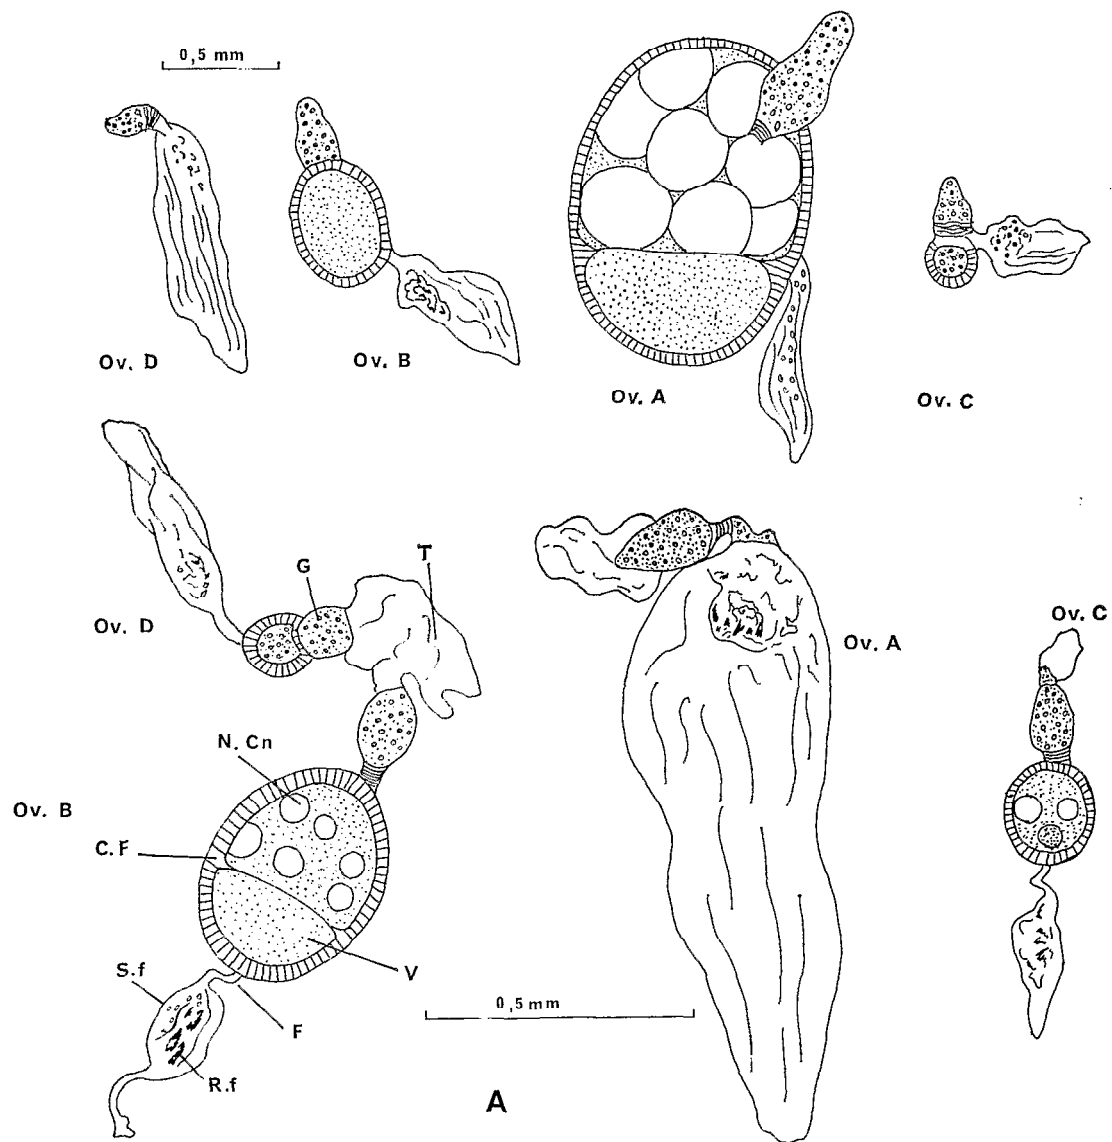 0,5 mm
Ov. D
Ov. B
Ov. A
Ov. C
T
G
Ov. D
Ov. A
Ov. C
N. Cn
Ov. B
C.F
V
S.f
F
R.f
0,5 mm
A